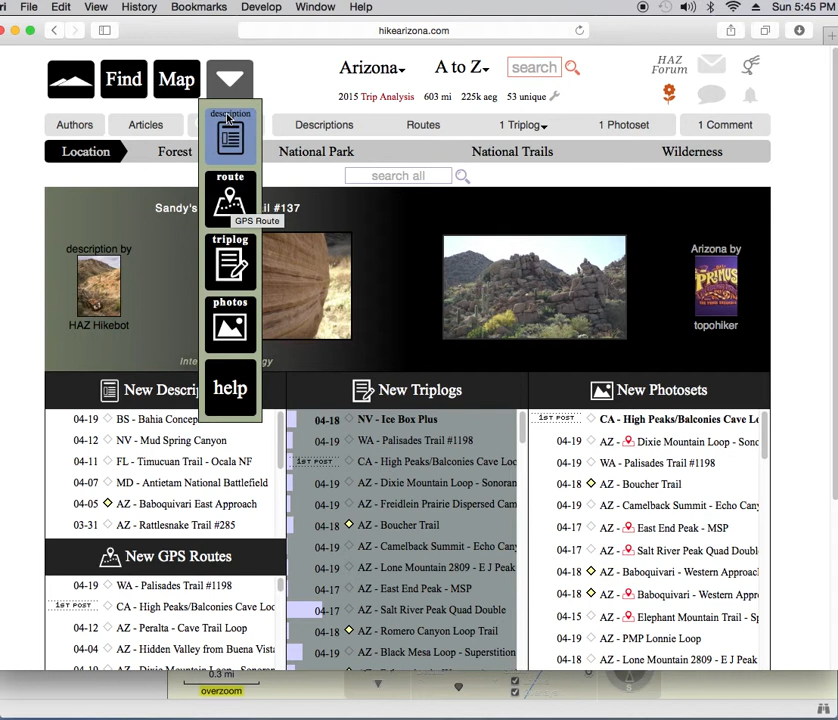 File Edit View History Bookmarks Develop Window Help
Sun 5:45 PM
hikearizona.com
Find Map
Arizona A to Z search
HAZ Forum
2015 Trip Analysis 603 mi 225k aeg 53 unique
Authors Articles Descriptions Routes 1 Triplog 1 Photoset 1 Comment
Location Forest National Park National Trails Wilderness
search all
description
route
GPS Route
triplog
photos
help
Sandy's
#137
description by
HAZ Hikebot
Arizona by
PRIMUS
topohiker
New Descri
04-19 BS - Bahia Concep
04-12 NV - Mud Spring Canyon
04-11 FL - Timucuan Trail - Ocala NF
04-07 MD - Antietam National Battlefield
04-05 AZ - Baboquivari East Approach
03-31 AZ - Rattlesnake Trail #285
New GPS Routes
04-19 WA - Palisades Trail #1198
1ST POST CA - High Peaks/Balconies Cave Loo
04-12 AZ - Peralta - Cave Trail Loop
04-04 AZ - Hidden Valley from Buena Vista
04-19 AZ - Dixie Mountain Loop - Sonoran
New Triplogs
04-18 NV - Ice Box Plus
04-19 WA - Palisades Trail #1198
1ST POST CA - High Peaks/Balconies Cave Loo
04-19 AZ - Dixie Mountain Loop - Sonoran
04-19 AZ - Freidlein Prairie Dispersed Cam
04-18 AZ - Boucher Trail
04-19 AZ - Camelback Summit - Echo Cany
04-19 AZ - Lone Mountain 2809 - E J Peak
04-17 AZ - East End Peak - MSP
04-17 AZ - Salt River Peak Quad Double
04-18 AZ - Romero Canyon Loop Trail
04-19 AZ - Black Mesa Loop - Superstition
New Photosets
1ST POST CA - High Peaks/Balconies Cave Lo
04-19 AZ - Dixie Mountain Loop - Sono
04-19 WA - Palisades Trail #1198
04-18 AZ - Boucher Trail
04-19 AZ - Camelback Summit - Echo Can
04-17 AZ - East End Peak - MSP
04-17 AZ - Salt River Peak Quad Doubl
04-18 AZ - Baboquivari - Western Approac
04-18 AZ - Baboquivari - Western Appr
04-15 AZ - Elephant Mountain Trail - Sp
04-19 AZ - PMP Lonnie Loop
04-18 AZ - Lone Mountain 2809 - E J Peak
0.3 mi
overzoom